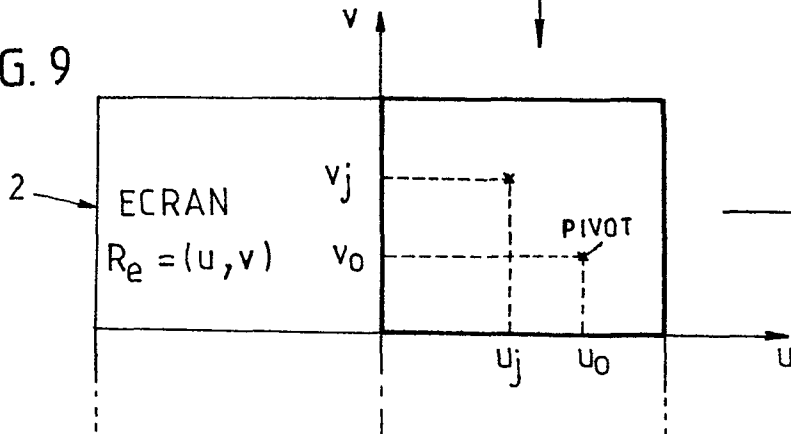 G. 9
v
2
ECRAN
Re = (u, v)
vj
v0
PIVOT
uj
u0
u